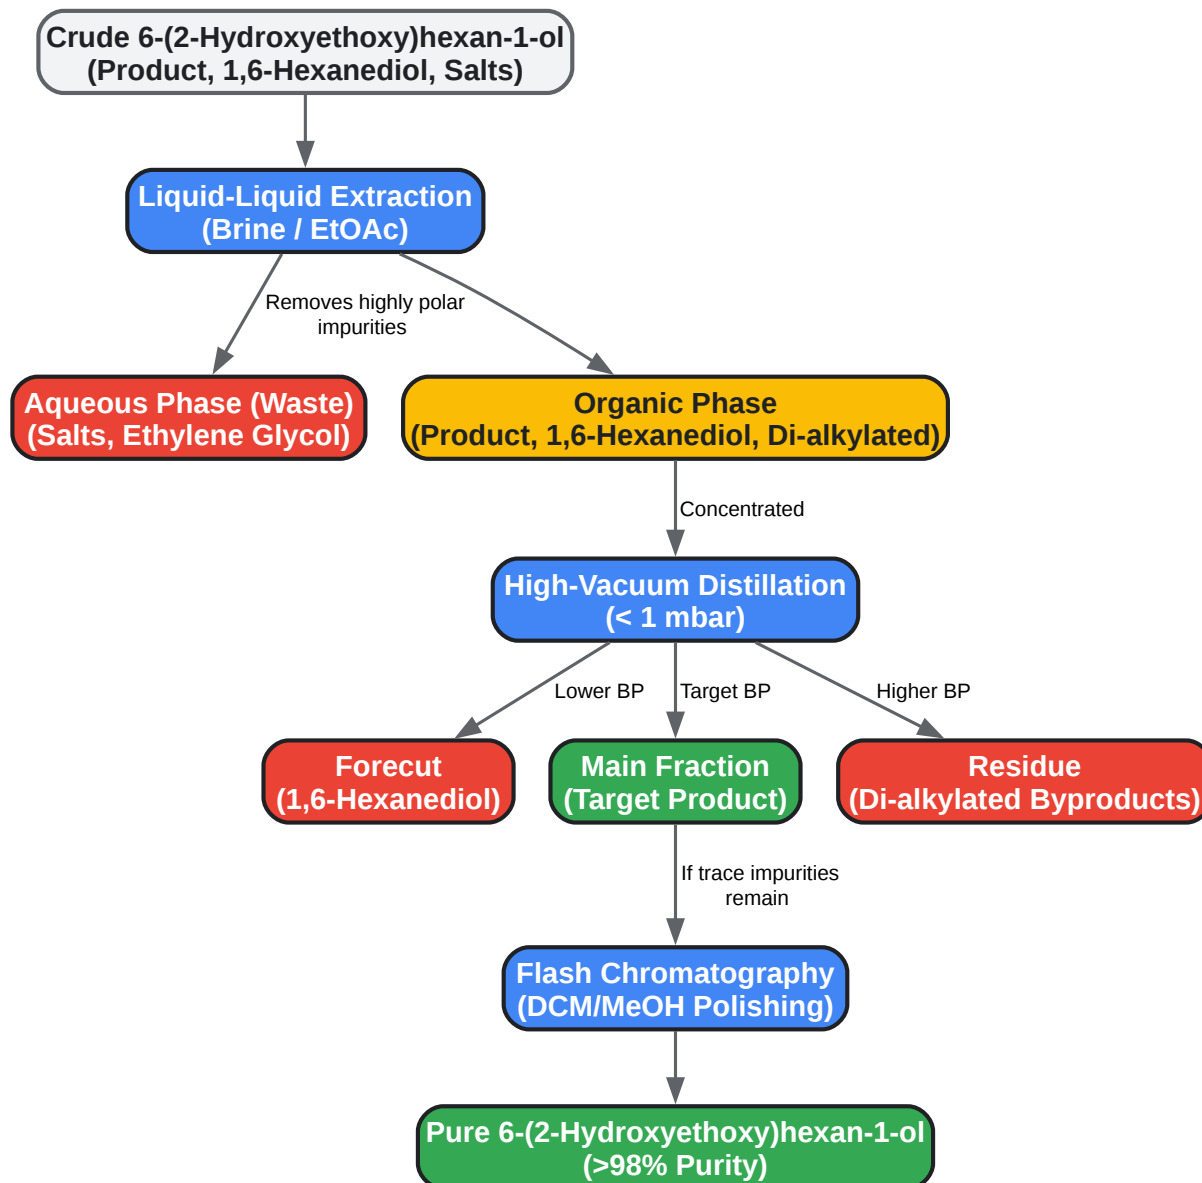 Crude 6-(2-Hydroxyethoxy)hexan-1-ol
(Product, 1,6-Hexanediol, Salts)
Liquid-Liquid Extraction
(Brine / EtOAc)
Removes highly polar
impurities
Aqueous Phase (Waste)
(Salts, Ethylene Glycol)
Organic Phase
(Product, 1,6-Hexanediol, Di-alkylated)
Concentrated
High-Vacuum Distillation
(< 1 mbar)
Lower BP
Target BP
Higher BP
Forecut
(1,6-Hexanediol)
Main Fraction
(Target Product)
Residue
(Di-alkylated Byproducts)
If trace impurities
remain
Flash Chromatography
(DCM/MeOH Polishing)
Pure 6-(2-Hydroxyethoxy)hexan-1-ol
(>98% Purity)